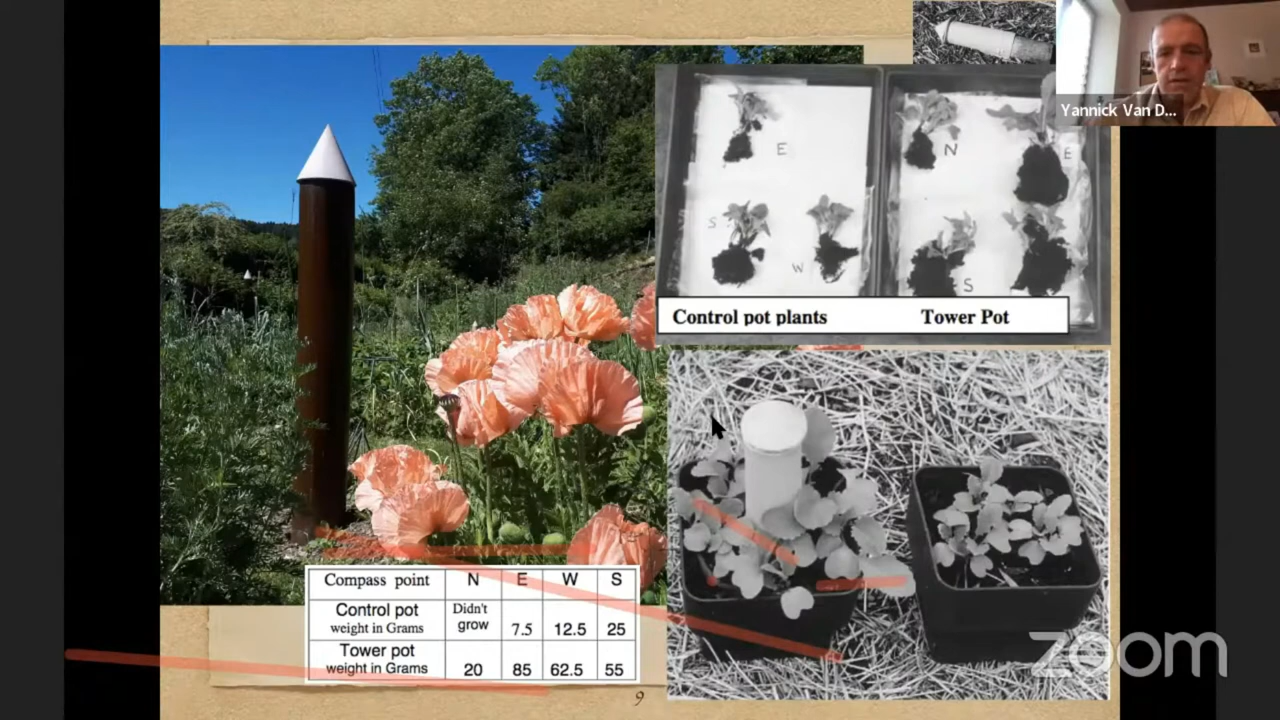 Yannick Van D...
E
S
W
N
E
S
Control pot plants
Tower Pot
Compass point N E W S
Control pot weight in Grams Didn't grow 7.5 12.5 25
Tower pot weight in Grams 20 85 62.5 55
9
zoom